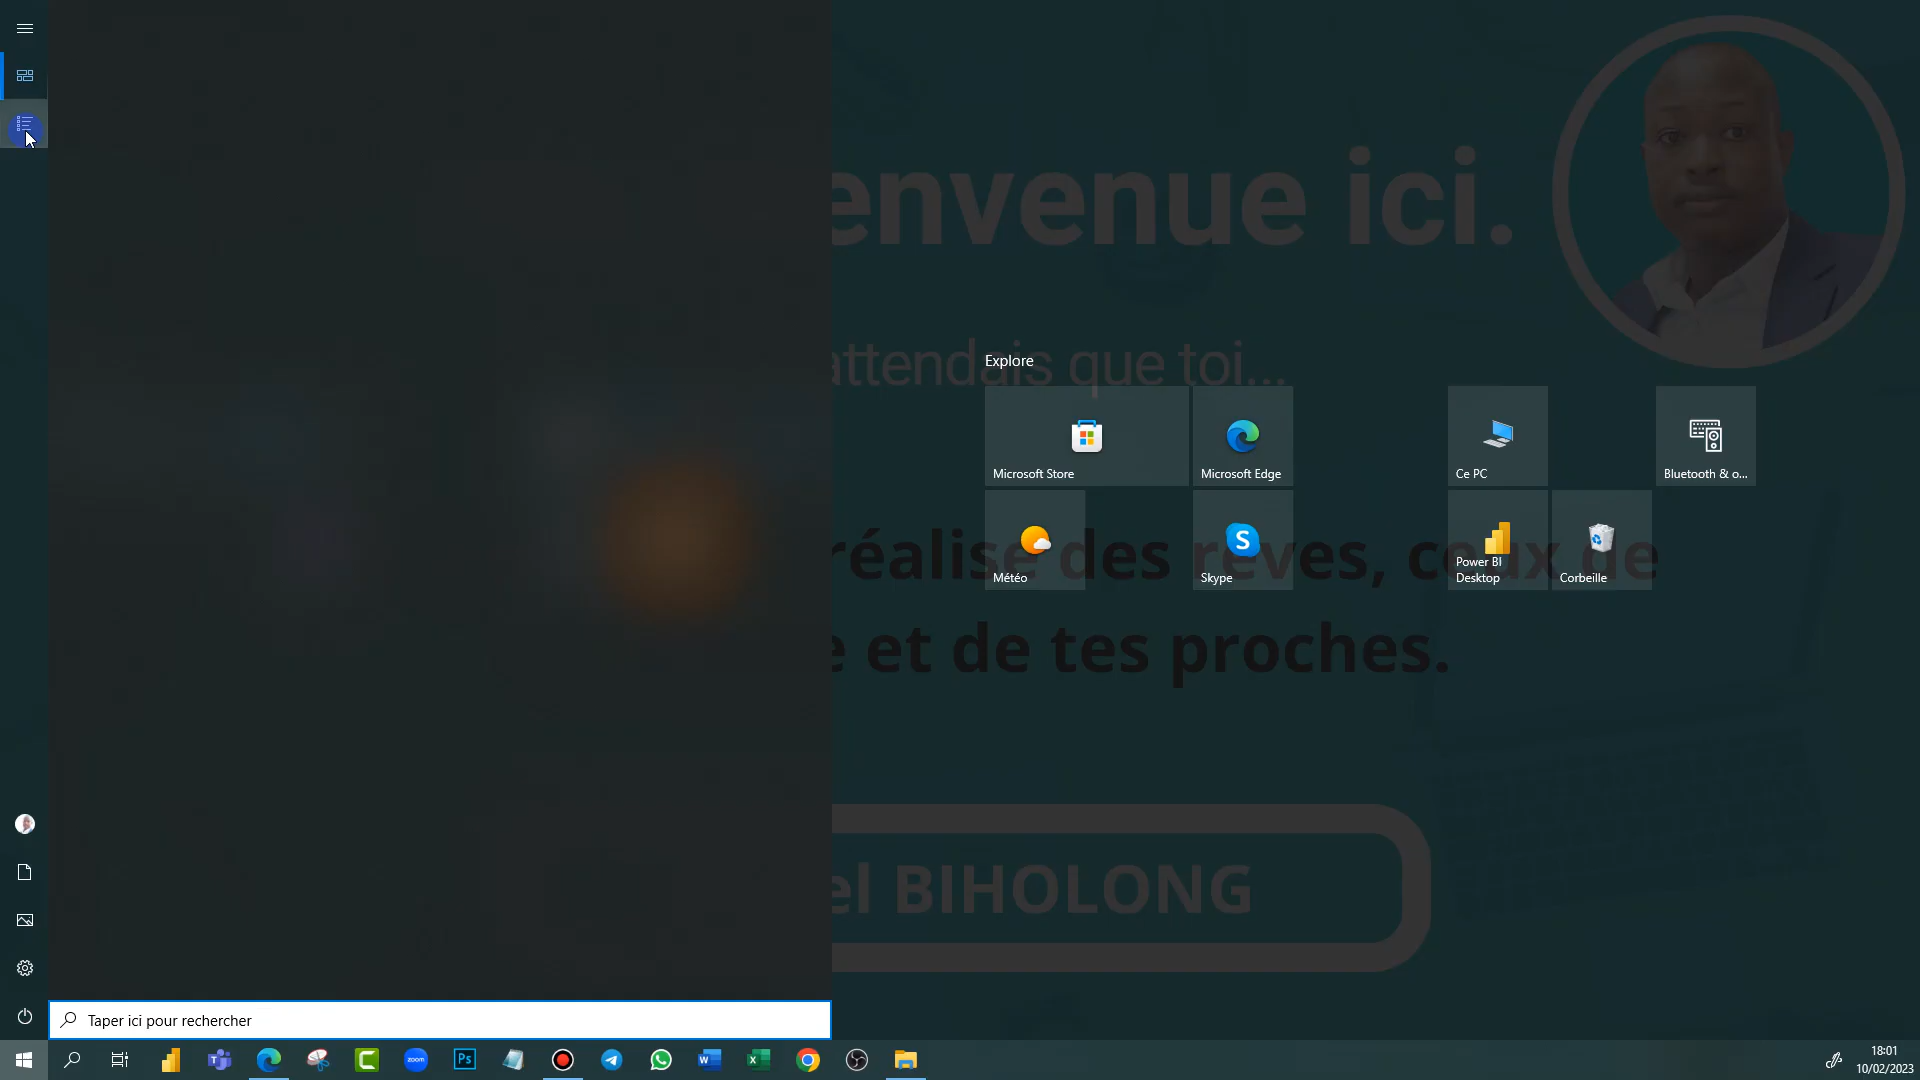 envenue ici.
attendais que toi...
Explore
Microsoft Store
Microsoft Edge
Ce PC
Bluetooth & o...
réalise des rêves, ceux de
Météo
Skype
Power BI
Desktop
Corbeille
e et de tes proches.
el BIHOLONG
Taper ici pour rechercher
zoom
Ps
18:01
10/02/2023